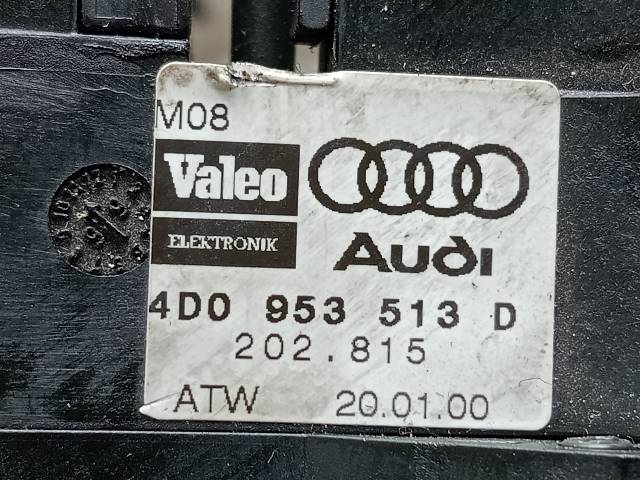 M08
Valeo
ELEKTRONIK
Audi
4D0 953 513 D
202.815
ATW 20.01.00